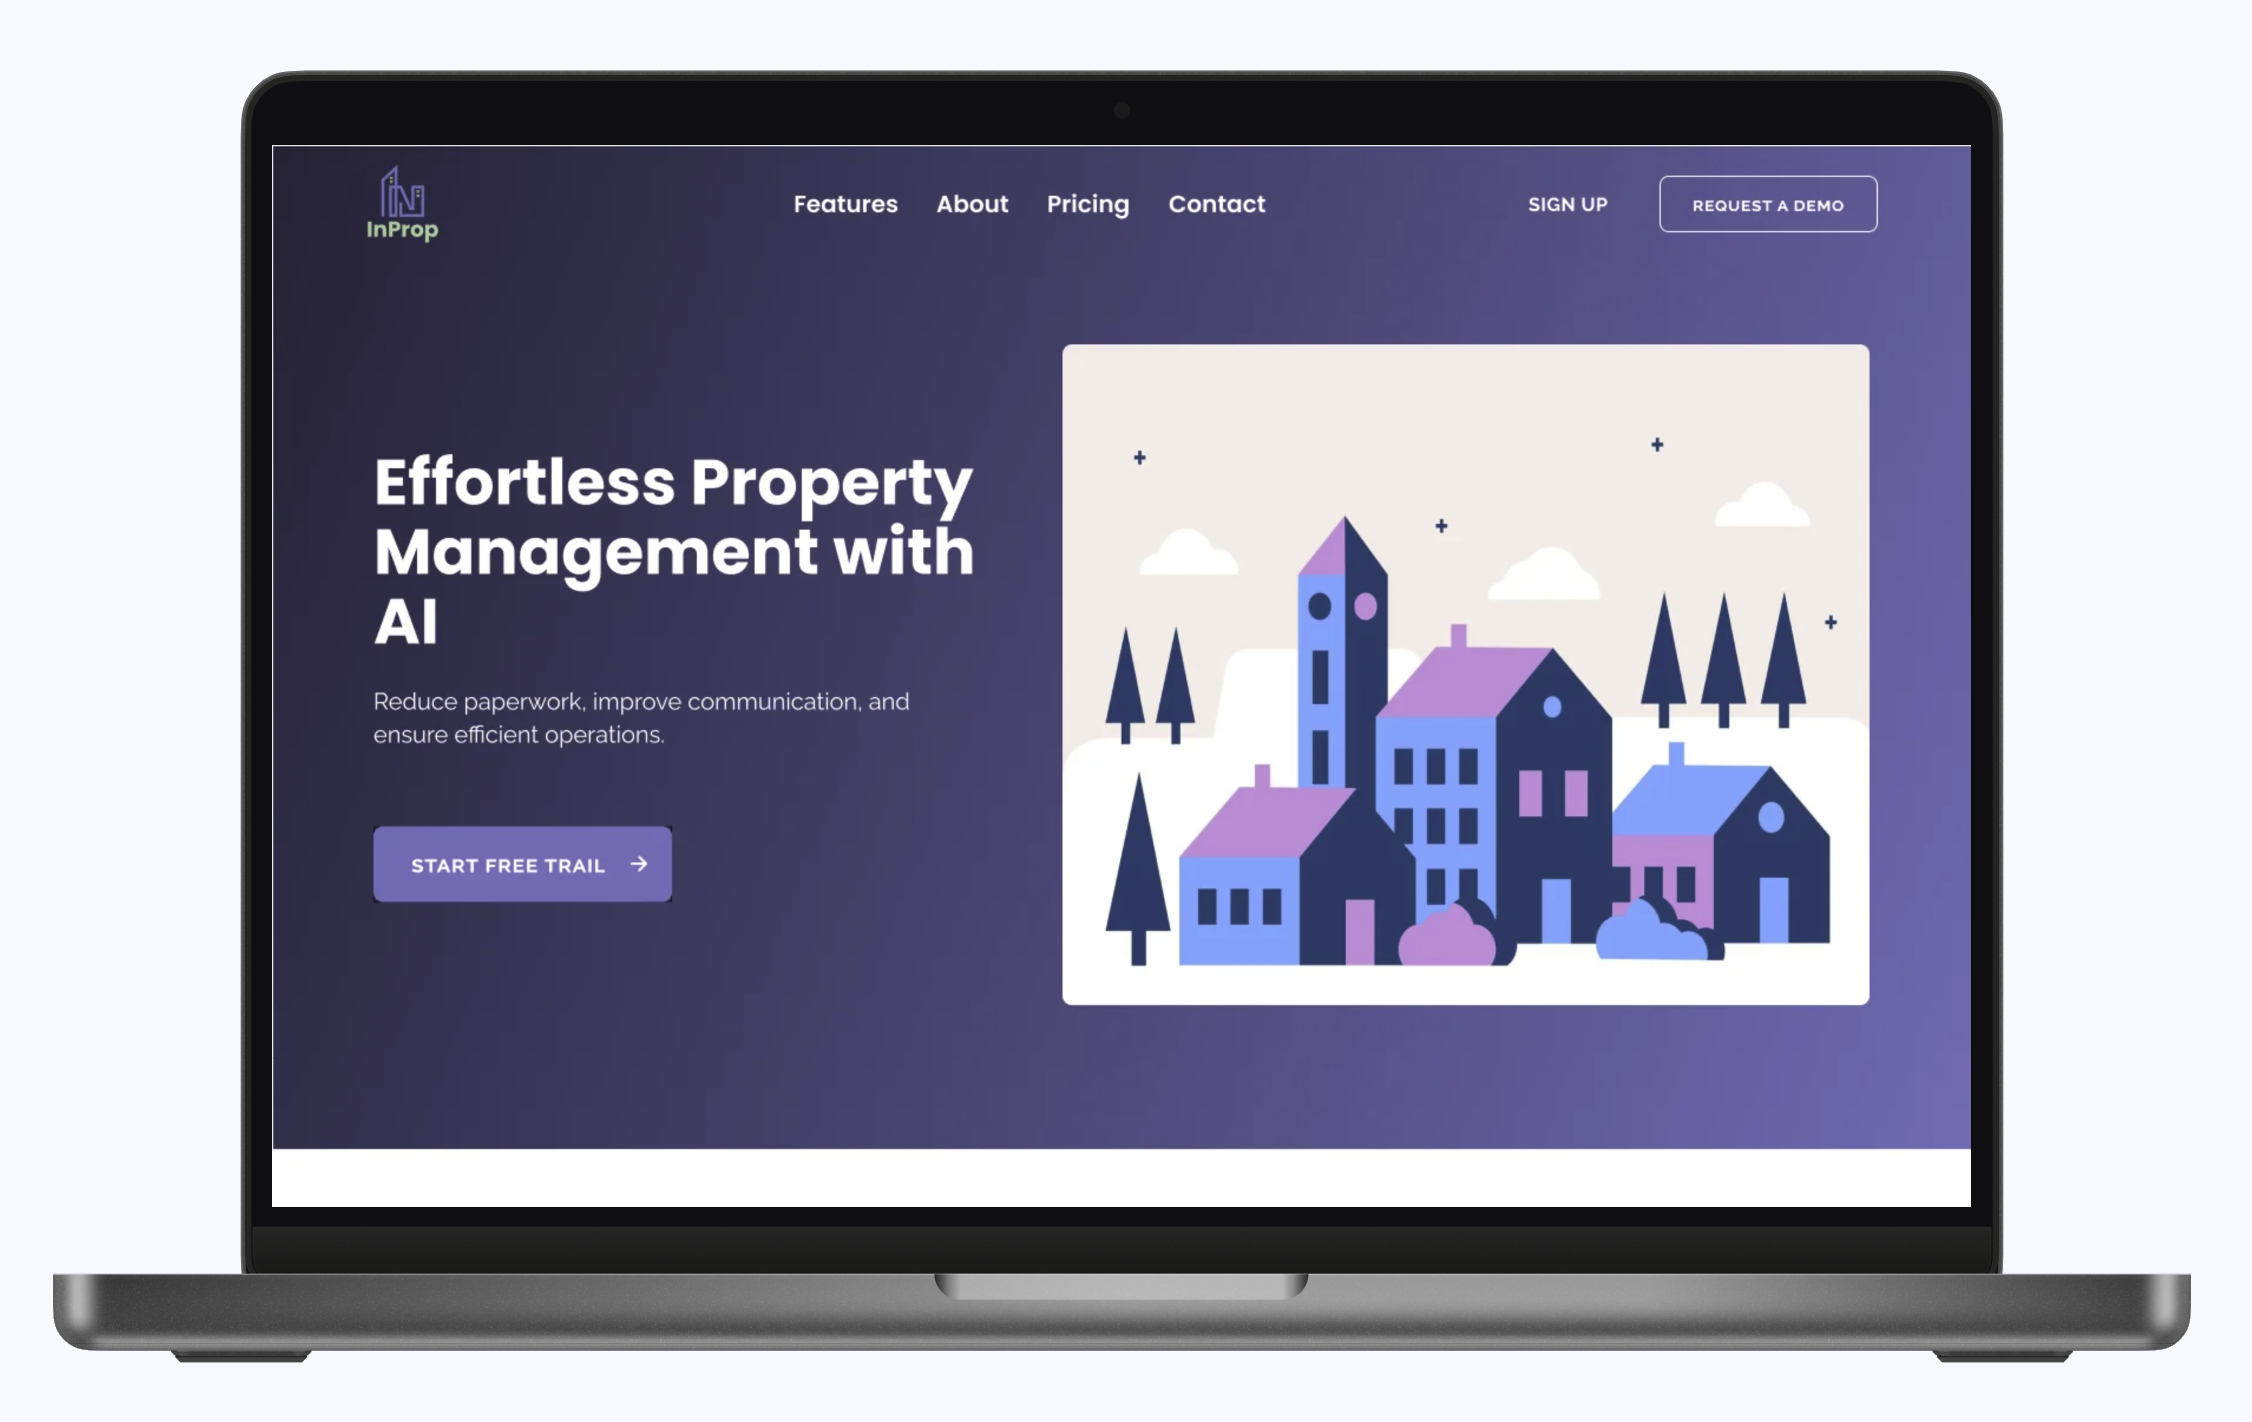 InProp
Features About Pricing Contact SIGN UP REQUEST A DEMO
Effortless Property
Management with
AI
Reduce paperwork, improve communication, and
ensure efficient operations.
START FREE TRAIL →